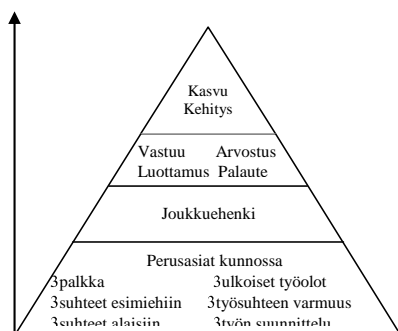 Kasvu
Kehitys
Vastuu Arvostus
Luottamus Palaute
Joukkuehenki
Perusasiat kunnossa
3palkka 3ulkoiset työolot
3suhteet esimiehiin 3työsuhteen varmuus
3suhteet alaisiin 3työn suunnittelu